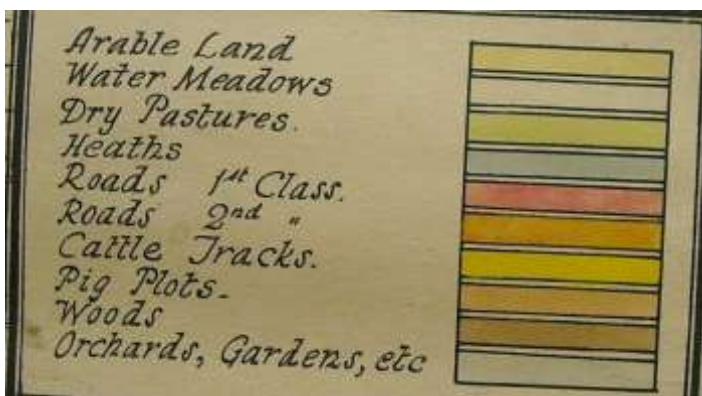 Arable Land
Water Meadows
Dry Pastures.
Heaths
Roads 1st Class.
Roads 2nd "
Cattle Tracks.
Pig Plots.
Woods
Orchards, Gardens, etc